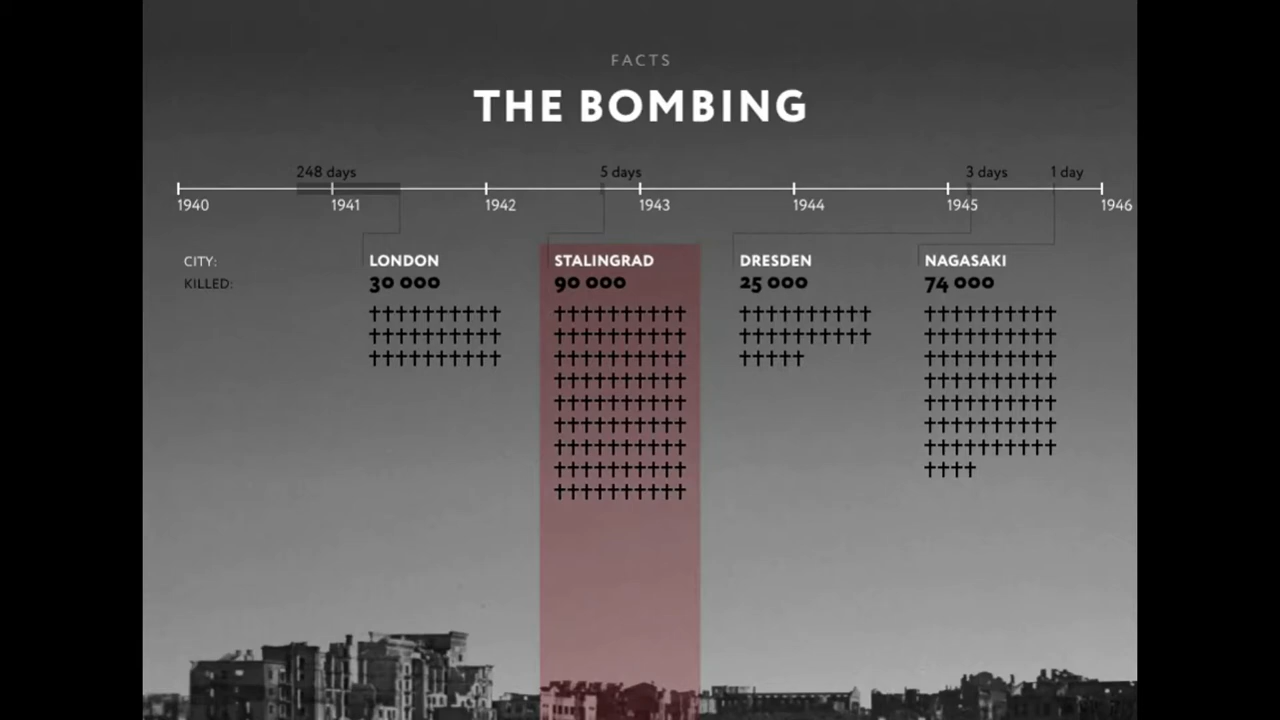 FACTS
THE BOMBING
248 days 5 days 3 days 1 day
1940 1941 1942 1943 1944 1945 1946
CITY: LONDON STALINGRAD DRESDEN NAGASAKI
KILLED: 30 000 90 000 25 000 74 000